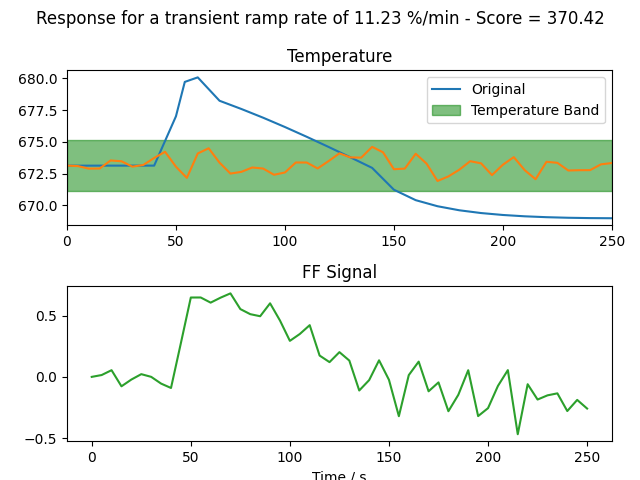 Response for a transient ramp rate of 11.23 %/min - Score = 370.42
Temperature
680.0
677.5
675.0
672.5
670.0
Original
Temperature Band
0 50 100 150 200 250
FF Signal
0.5
0.0
−0.5
0 50 100 150 200 250
Time / s